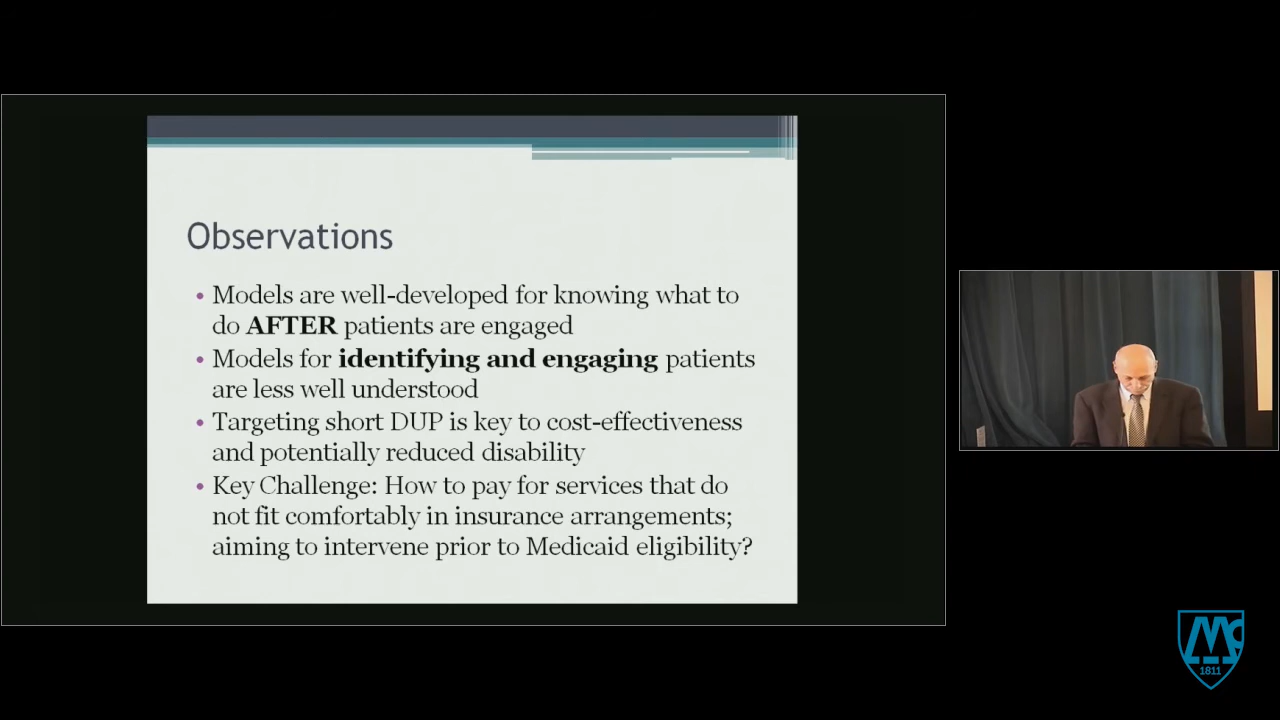 Observations
• Models are well-developed for knowing what to
do AFTER patients are engaged
• Models for identifying and engaging patients
are less well understood
• Targeting short DUP is key to cost-effectiveness
and potentially reduced disability
• Key Challenge: How to pay for services that do
not fit comfortably in insurance arrangements;
aiming to intervene prior to Medicaid eligibility?
Mc
1811